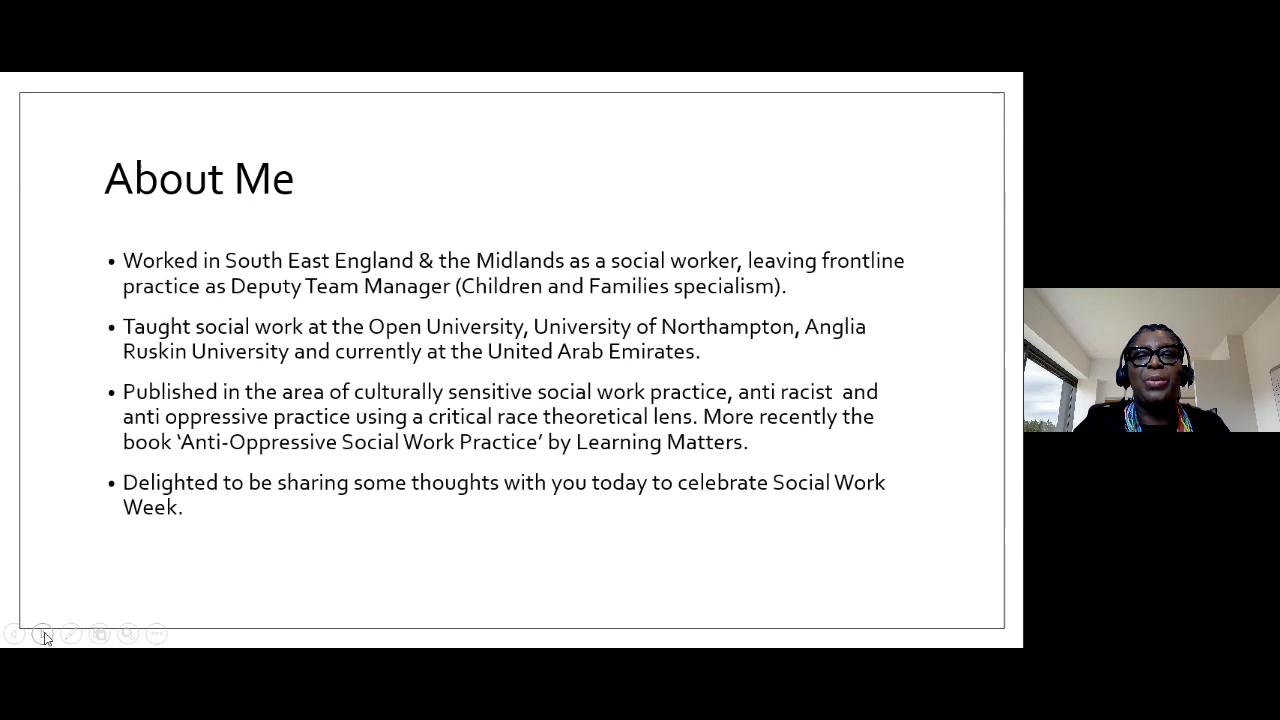 About Me
• Worked in South East England & the Midlands as a social worker, leaving frontline
practice as Deputy Team Manager (Children and Families specialism).
• Taught social work at the Open University, University of Northampton, Anglia
Ruskin University and currently at the United Arab Emirates.
• Published in the area of culturally sensitive social work practice, anti racist  and
anti oppressive practice using a critical race theoretical lens. More recently the
book ‘Anti-Oppressive Social Work Practice’ by Learning Matters.
• Delighted to be sharing some thoughts with you today to celebrate Social Work
Week.